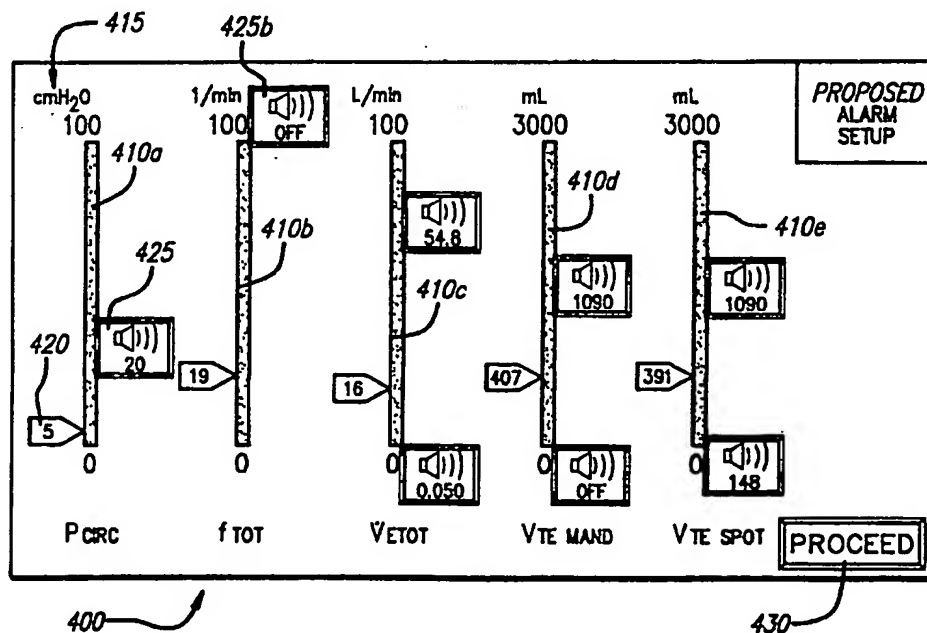 415 425b
cmH2O 1/min L/min mL mL PROPOSED
ALARM
SETUP
100 100 100 3000 3000
OFF
410a 410b 410c 410d 410e
54.8
425 1090 1090
20
420 19 16 407 391
5
0 0 0 0 0
0.050 OFF 148
P CIRC f TOT V̇ETOT VTE MAND VTE SPOT PROCEED
400 430